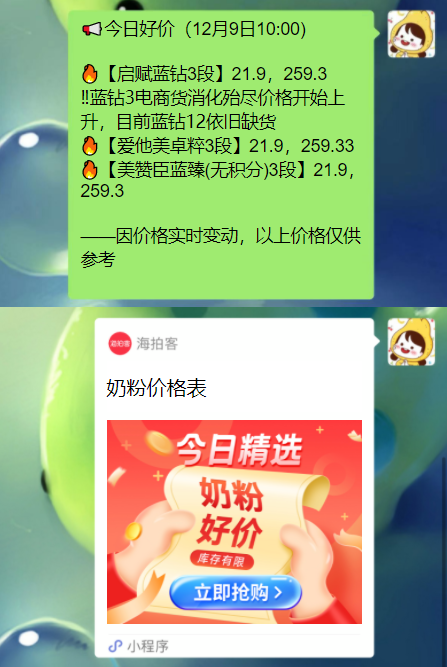 📢今日好价（12月9日10:00）
🔥【启赋蓝钻3段】21.9，259.3
‼️蓝钻3电商货消化殆尽价格开始上
升，目前蓝钻12依旧缺货
🔥【爱他美卓粹3段】21.9，259.33
🔥【美赞臣蓝臻(无积分)3段】21.9，
259.3
——因价格实时变动，以上价格仅供
参考
海拍客 海拍客
奶粉价格表
今日精选
奶粉
好价
库存有限
立即抢购 >
小程序